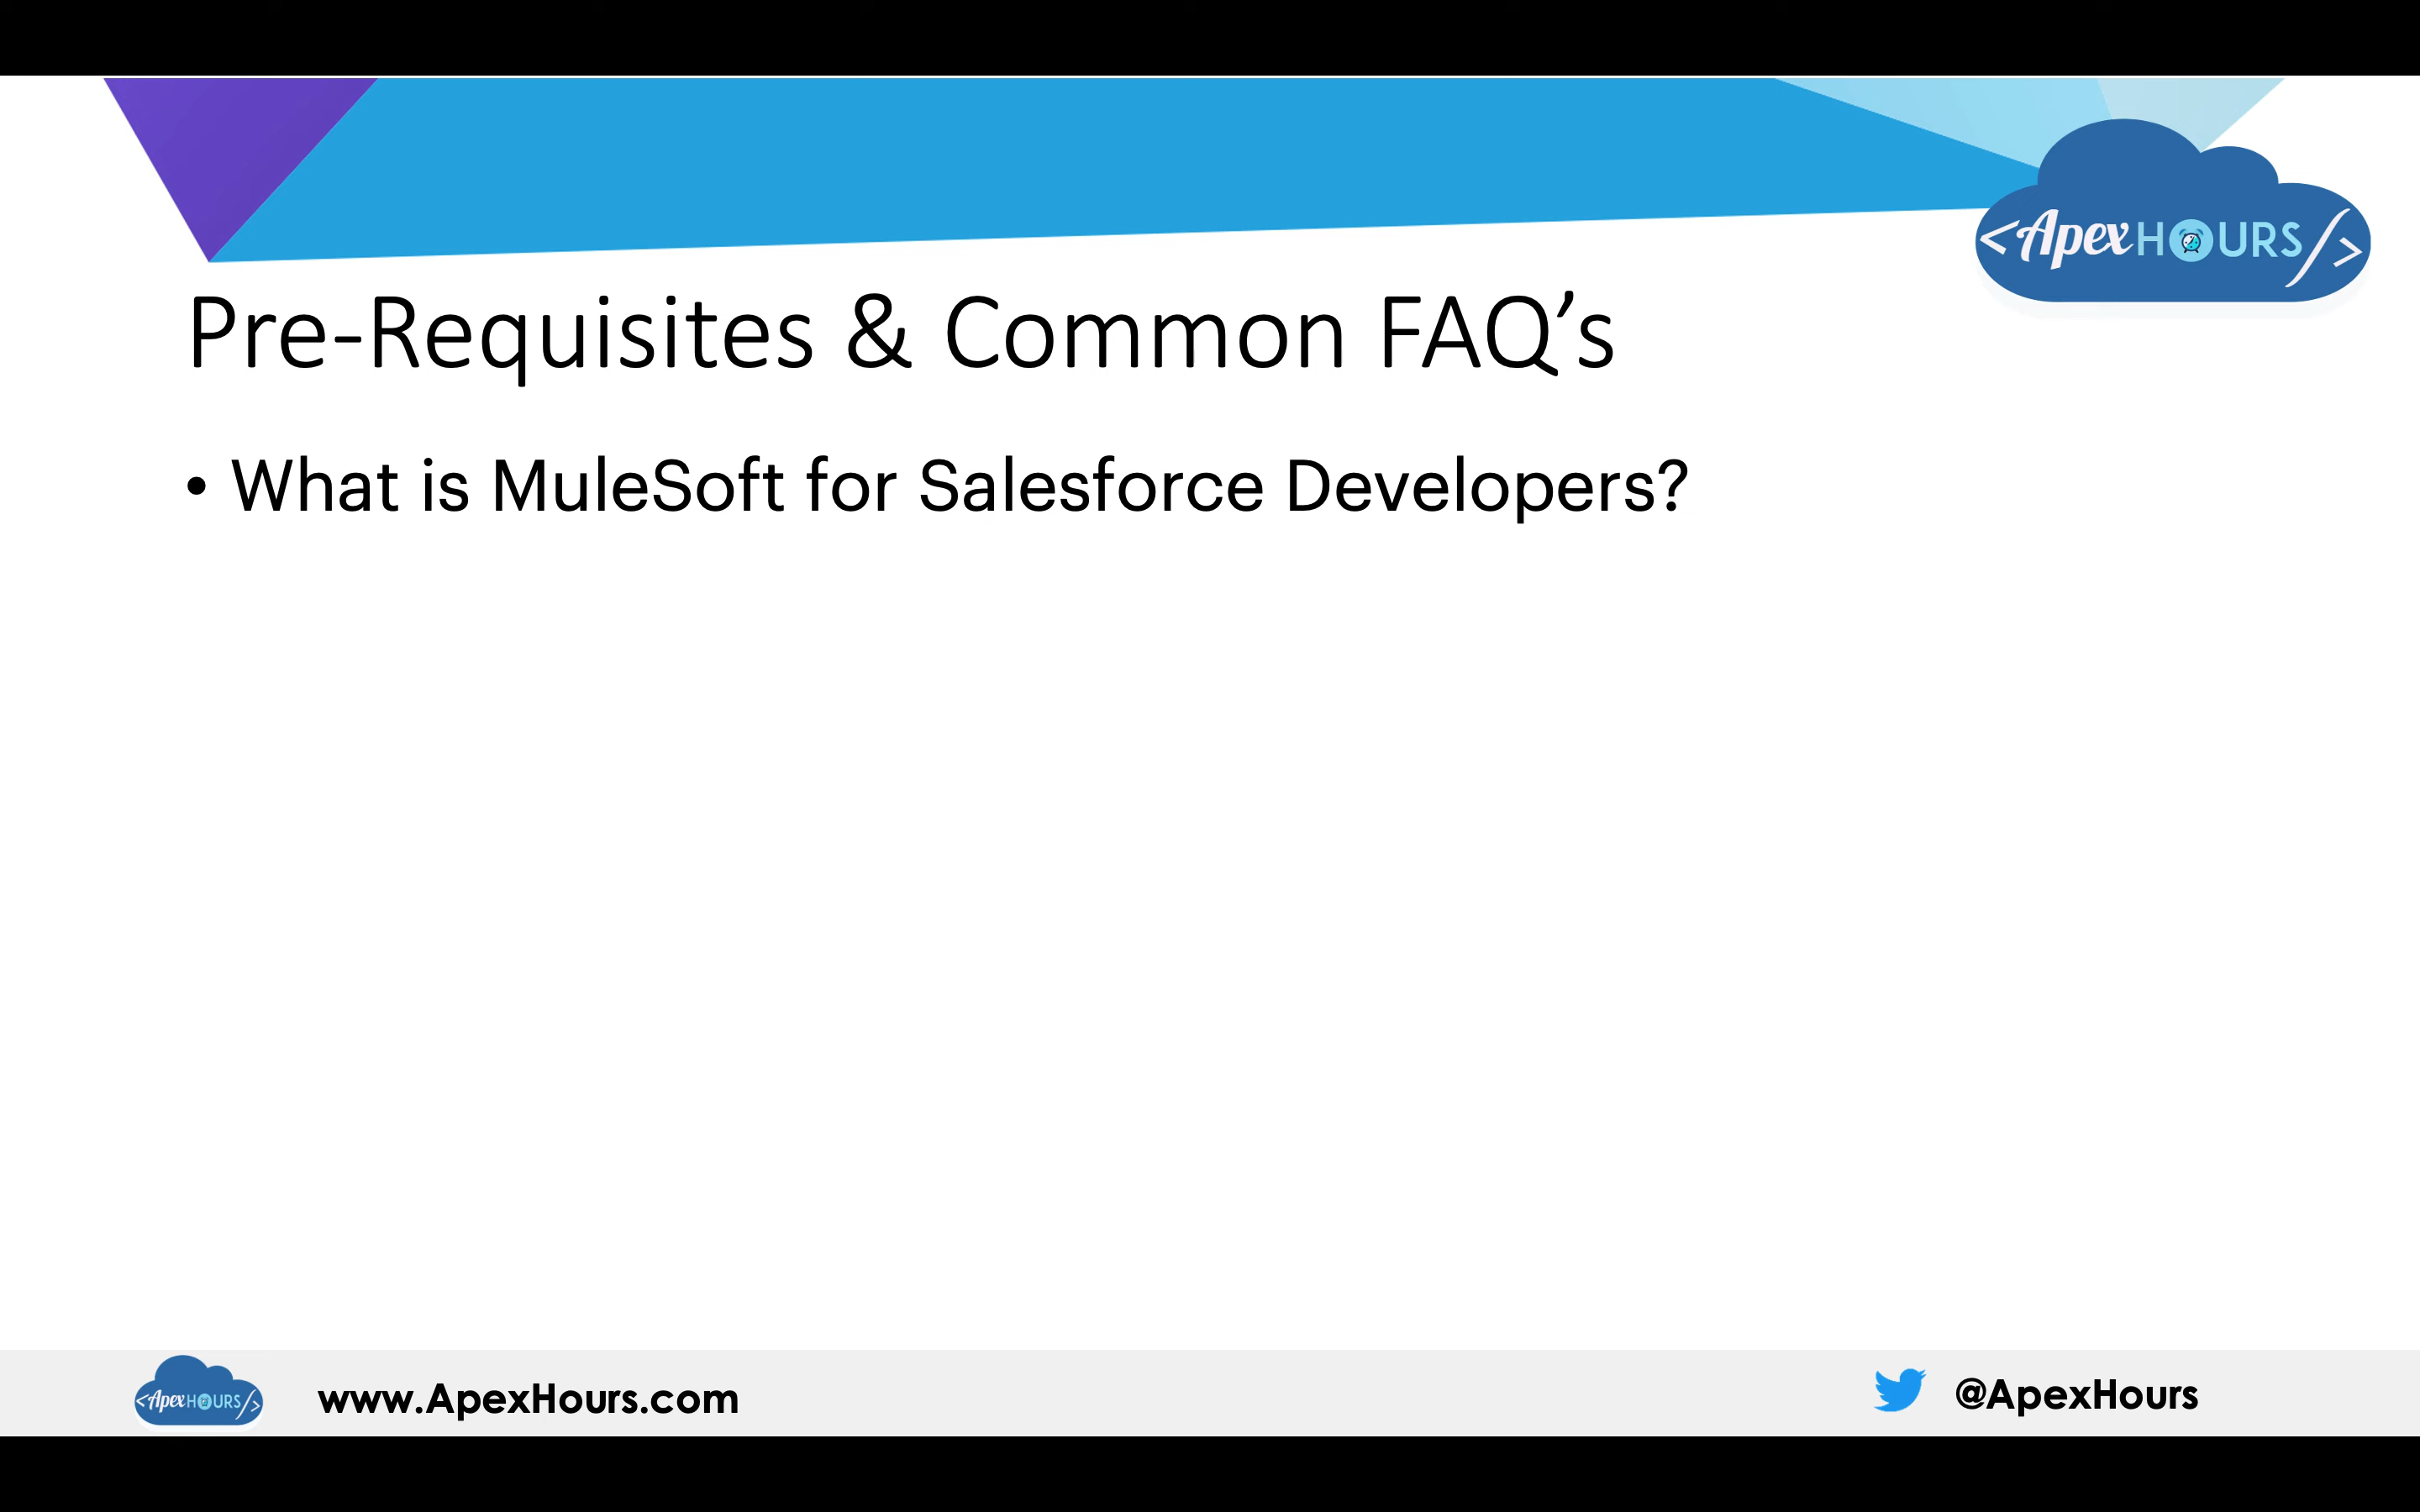 <ApexHOURS/>
Pre-Requisites & Common FAQ’s
• What is MuleSoft for Salesforce Developers?
<ApexHOURS/>
www.ApexHours.com
@ApexHours